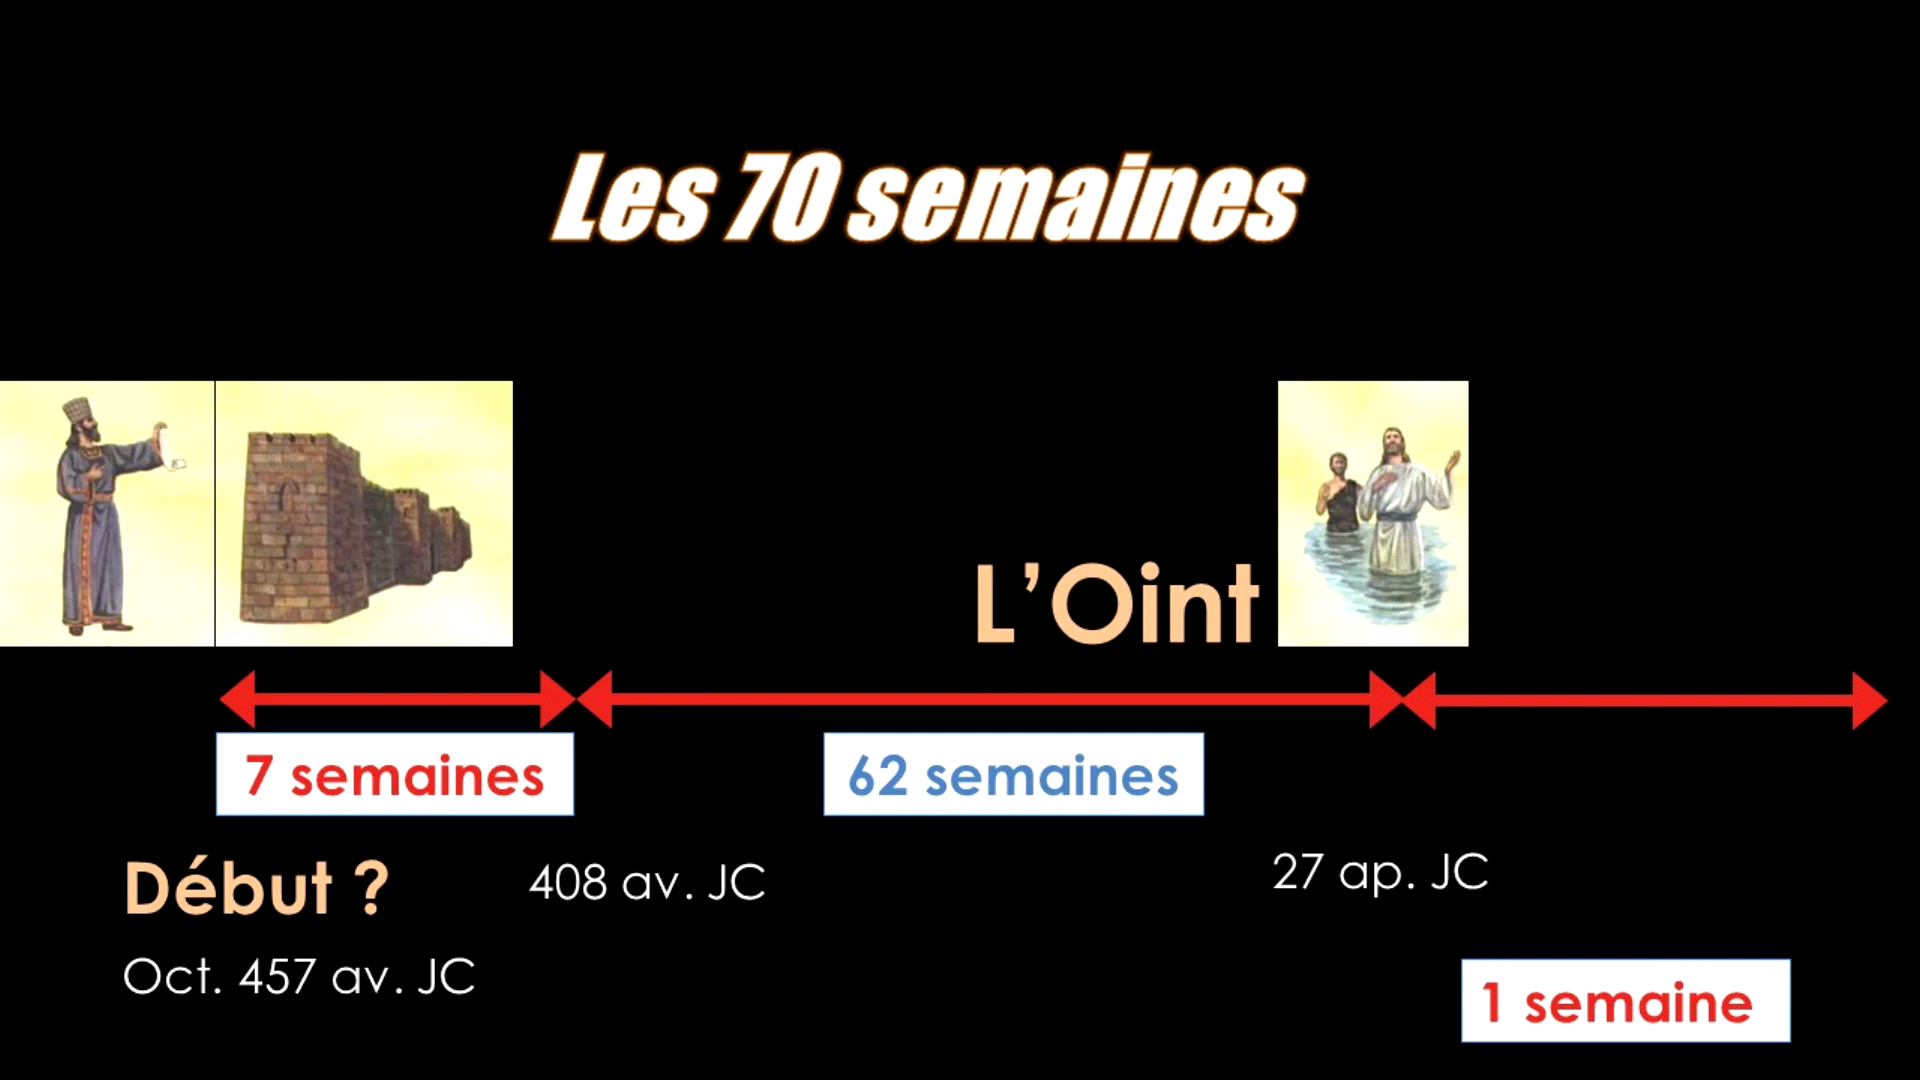 Les 70 semaines
L’Oint
7 semaines
62 semaines
Début ?
408 av. JC
27 ap. JC
Oct. 457 av. JC
1 semaine